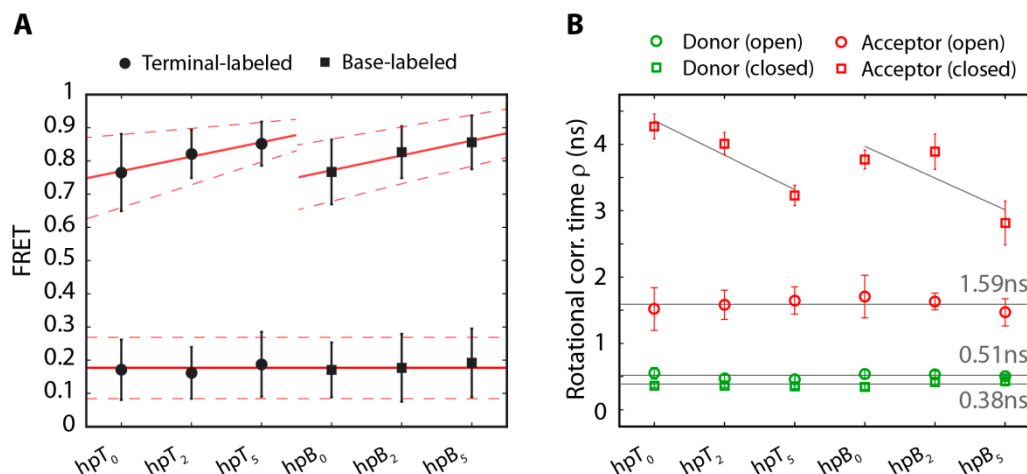 A
Terminal-labeled Base-labeled
FRET
1
0.9
0.8
0.7
0.6
0.5
0.4
0.3
0.2
0.1
0
hpT0 hpT2 hpT5 hpB0 hpB2 hpB5
B
Donor (open) Acceptor (open)
Donor (closed) Acceptor (closed)
Rotational corr. time ρ (ns)
4
3
2
1
0
1.59ns
0.51ns
0.38ns
hpT0 hpT2 hpT5 hpB0 hpB2 hpB5